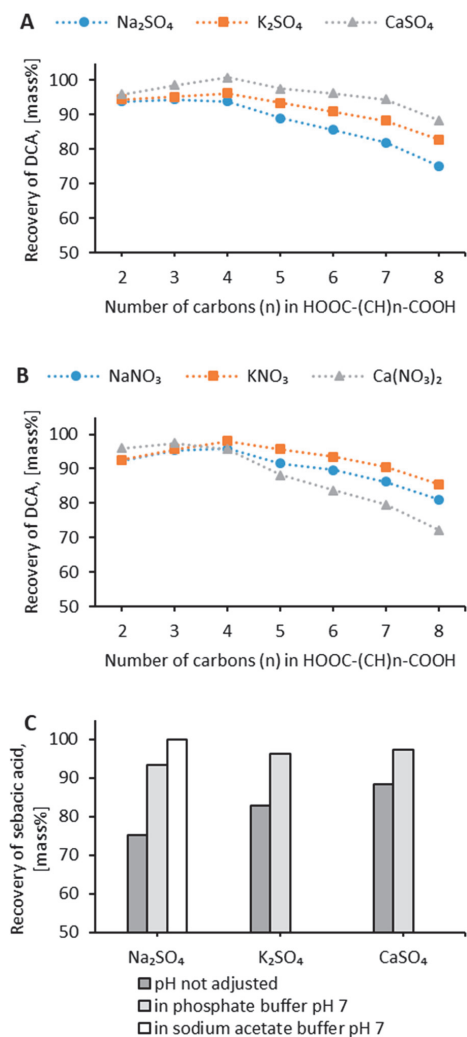 A
Na₂SO₄ K₂SO₄ CaSO₄
Recovery of DCA, [mass%]
100
90
80
70
60
50
2 3 4 5 6 7 8
Number of carbons (n) in HOOC-(CH)n-COOH
B
NaNO₃ KNO₃ Ca(NO₃)₂
Recovery of DCA, [mass%]
100
90
80
70
60
50
2 3 4 5 6 7 8
Number of carbons (n) in HOOC-(CH)n-COOH
C
Recovery of sebacic acid,
[mass%]
100
90
80
70
60
50
Na₂SO₄ K₂SO₄ CaSO₄
pH not adjusted
in phosphate buffer pH 7
in sodium acetate buffer pH 7